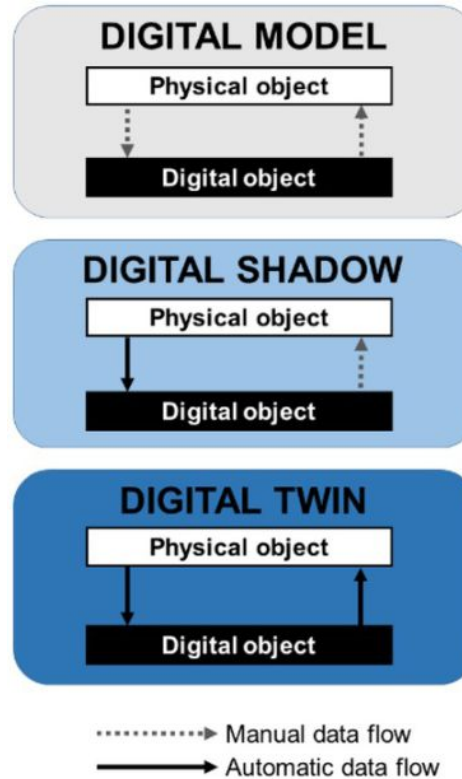 DIGITAL MODEL
Physical object
Digital object
DIGITAL SHADOW
Physical object
Digital object
DIGITAL TWIN
Physical object
Digital object
Manual data flow
Automatic data flow